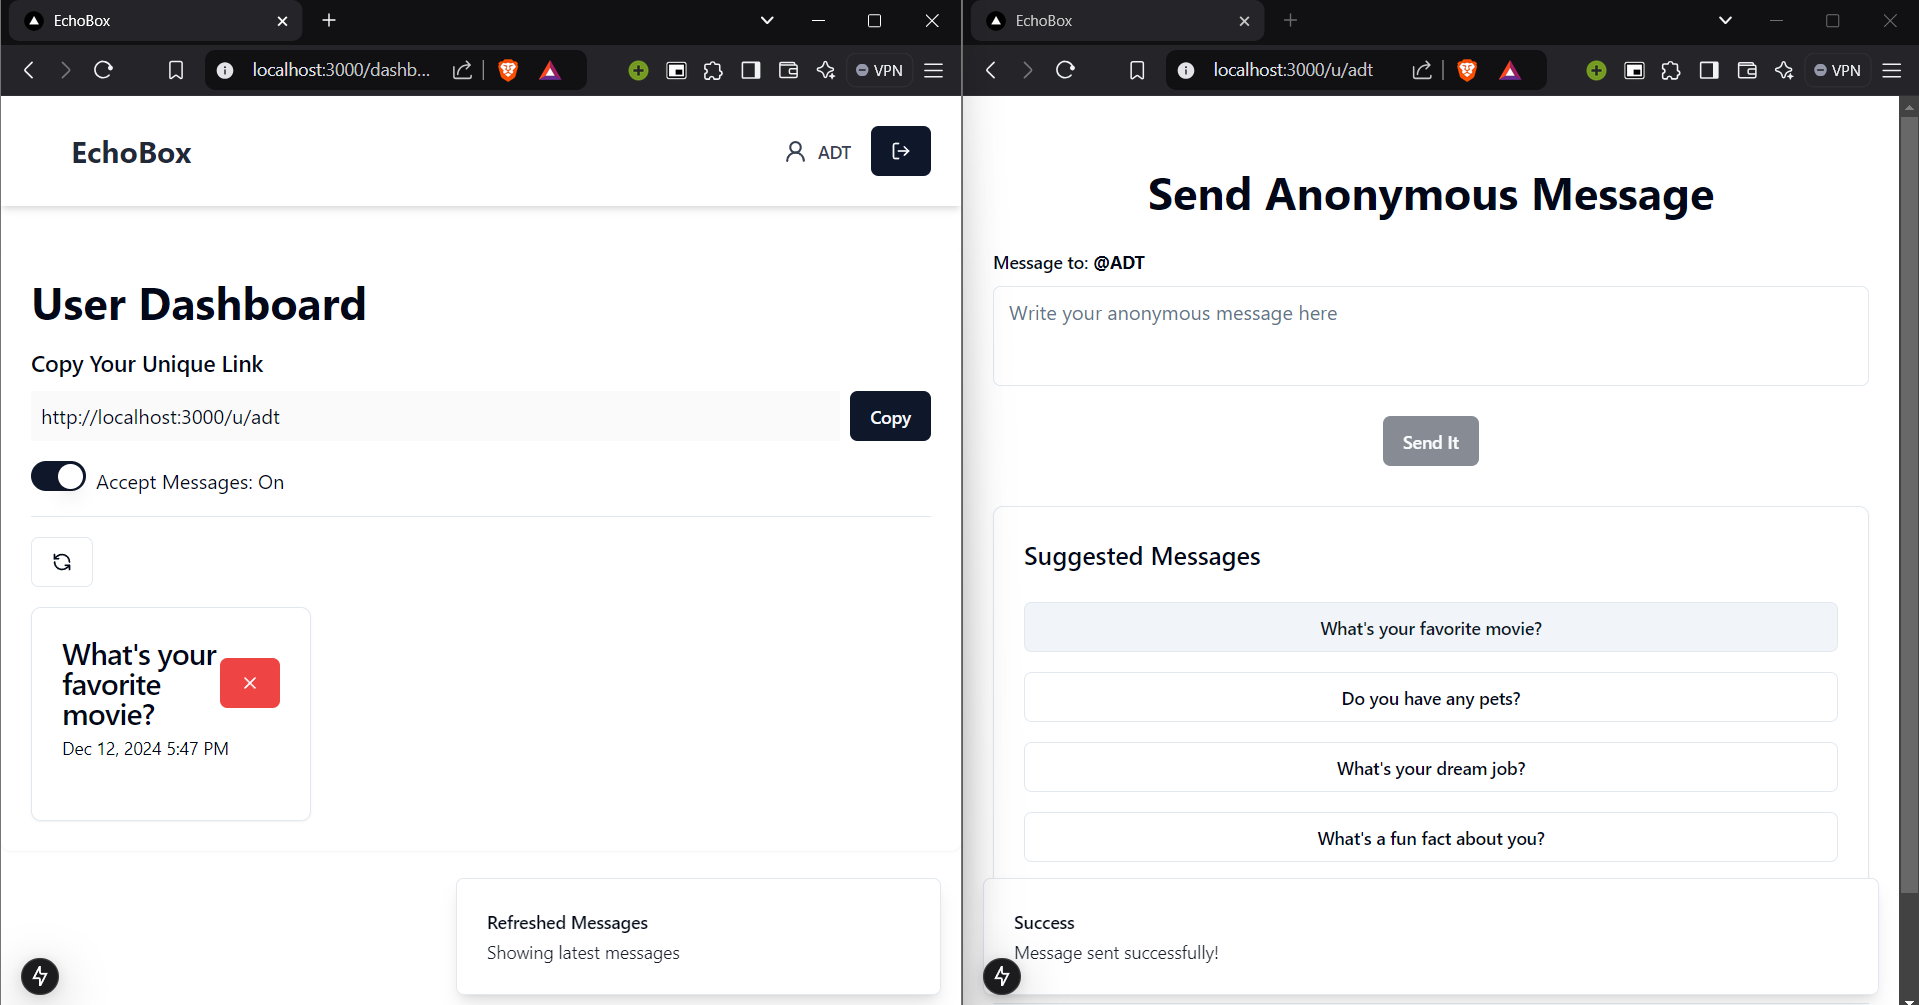 EchoBox
localhost:3000/dashb...
VPN
EchoBox
ADT
User Dashboard
Copy Your Unique Link
http://localhost:3000/u/adt
Copy
Accept Messages: On
What's your
favorite
movie?
Dec 12, 2024 5:47 PM
Refreshed Messages
Showing latest messages
EchoBox
localhost:3000/u/adt
VPN
Send Anonymous Message
Message to: @ADT
Write your anonymous message here
Send It
Suggested Messages
What's your favorite movie?
Do you have any pets?
What's your dream job?
What's a fun fact about you?
Success
Message sent successfully!